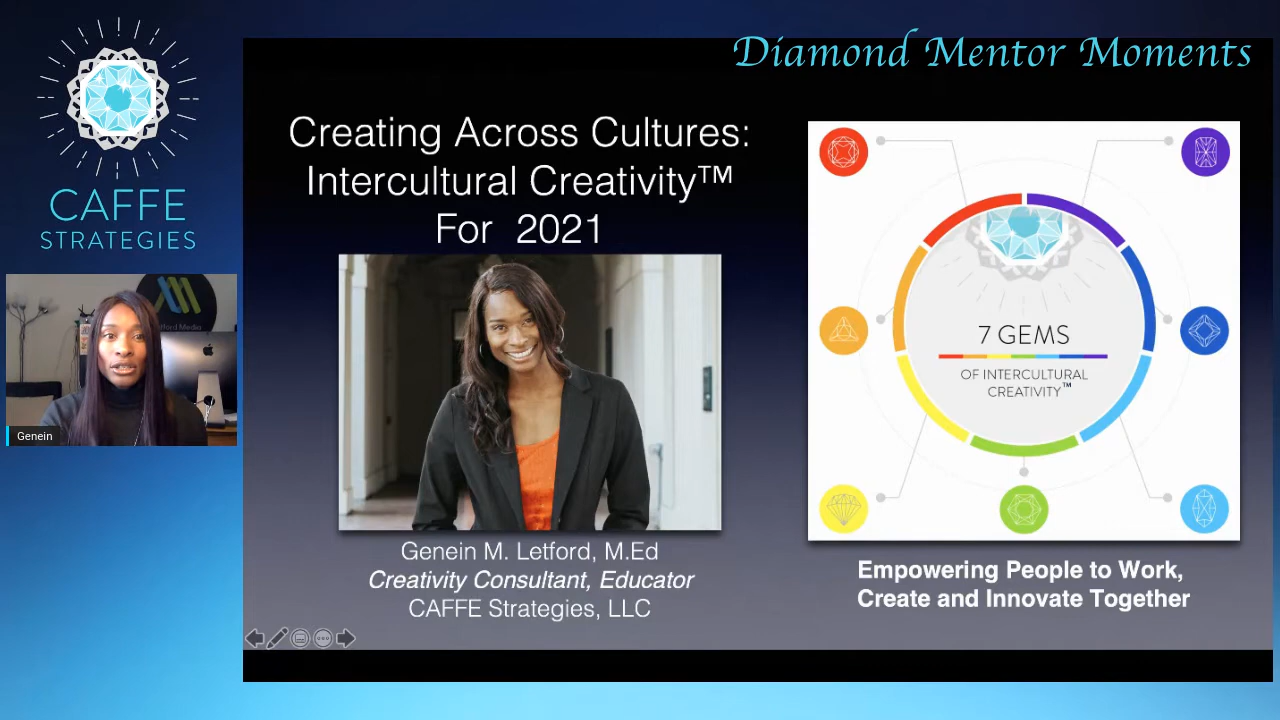 Diamond Mentor Moments
CAFFE
STRATEGIES
Creating Across Cultures:
Intercultural Creativity™
For 2021
Genein
Genein M. Letford, M.Ed
Creativity Consultant, Educator
CAFFE Strategies, LLC
7 GEMS
OF INTERCULTURAL
CREATIVITY™
Empowering People to Work,
Create and Innovate Together